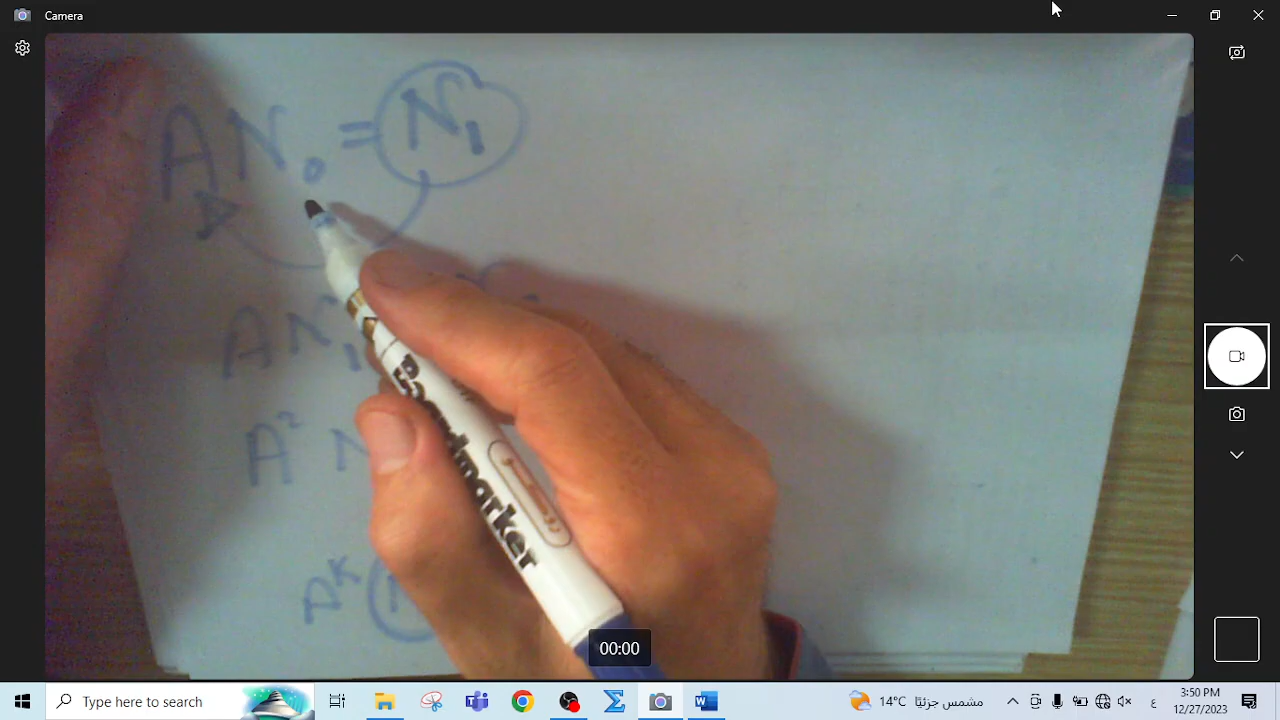 Camera
AN₀ = N₁
AN₁
A² N
Aᴷ
Boardmarker
00:00
Type here to search
14°C مشمس جزئيًا
ع
3:50 PM
12/27/2023